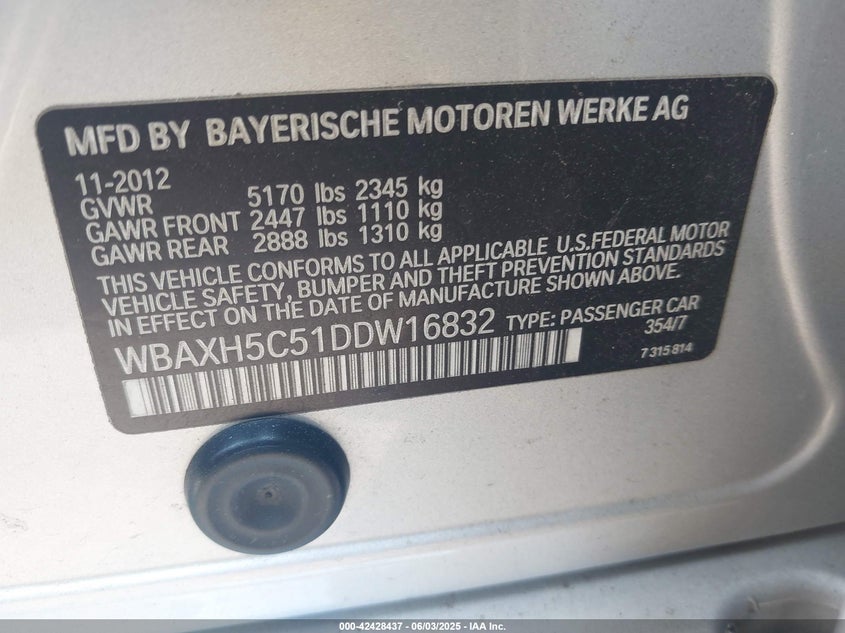 MFD BY BAYERISCHE MOTOREN WERKE AG
11-2012
GVWR 5170 lbs 2345 kg
GAWR FRONT 2447 lbs 1110 kg
GAWR REAR 2888 lbs 1310 kg
THIS VEHICLE CONFORMS TO ALL APPLICABLE U.S.FEDERAL MOTOR
VEHICLE SAFETY, BUMPER AND THEFT PREVENTION STANDARDS
IN EFFECT ON THE DATE OF MANUFACTURE SHOWN ABOVE.
WBAXH5C51DDW16832 TYPE: PASSENGER CAR
354/7
7 315 814
000-42428437 - 06/03/2025 - IAA Inc.